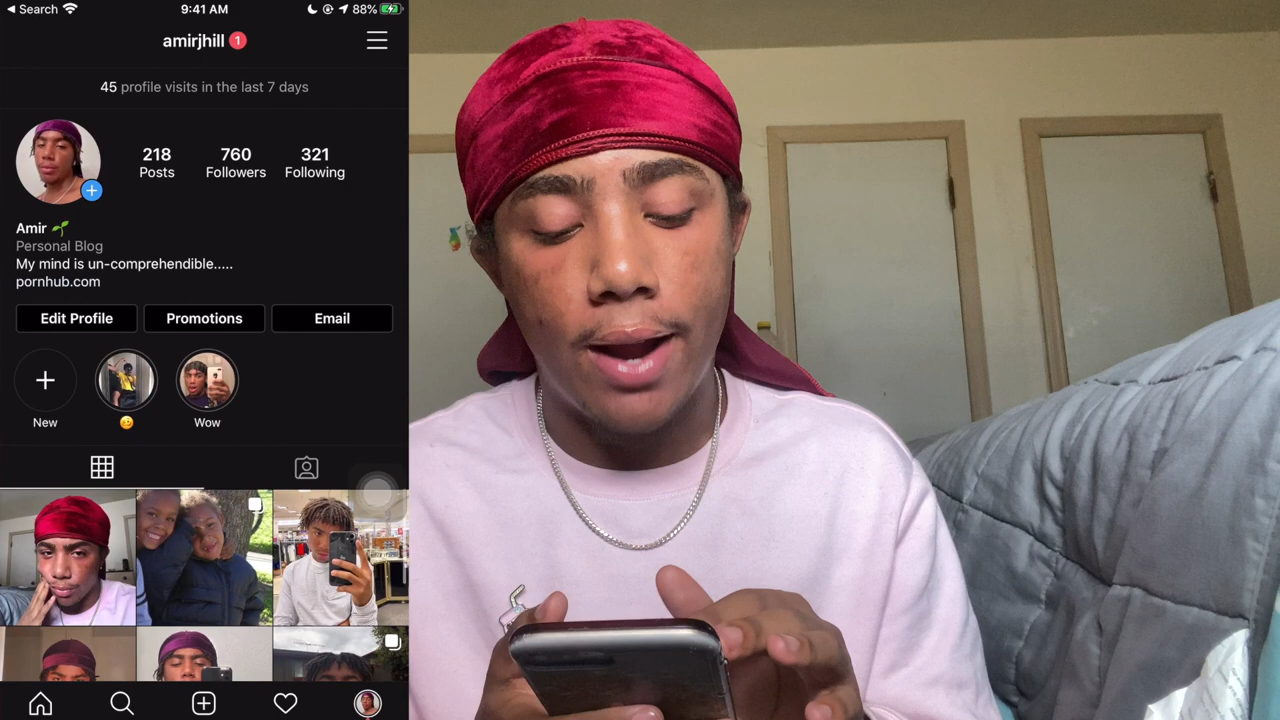 Search
9:41 AM
88%
amirjhill 1
45 profile visits in the last 7 days
218 760 321
Posts Followers Following
Amir
Personal Blog
My mind is un-comprehendible.....
pornhub.com
Edit Profile Promotions Email
New Wow